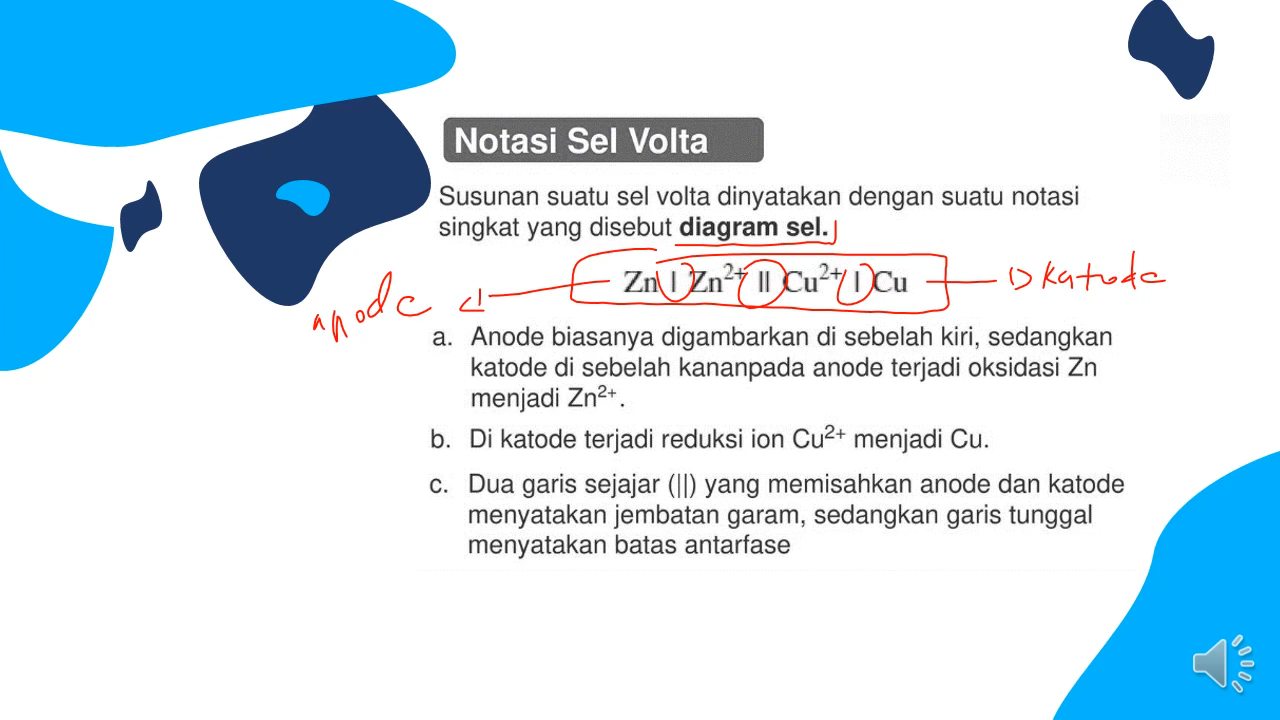 Notasi Sel Volta
Susunan suatu sel volta dinyatakan dengan suatu notasi
singkat yang disebut diagram sel.
Zn | Zn²⁺ || Cu²⁺ | Cu
anode
katode
a. Anode biasanya digambarkan di sebelah kiri, sedangkan
katode di sebelah kananpada anode terjadi oksidasi Zn
menjadi Zn²⁺.
b. Di katode terjadi reduksi ion Cu²⁺ menjadi Cu.
c. Dua garis sejajar (||) yang memisahkan anode dan katode
menyatakan jembatan garam, sedangkan garis tunggal
menyatakan batas antarfase